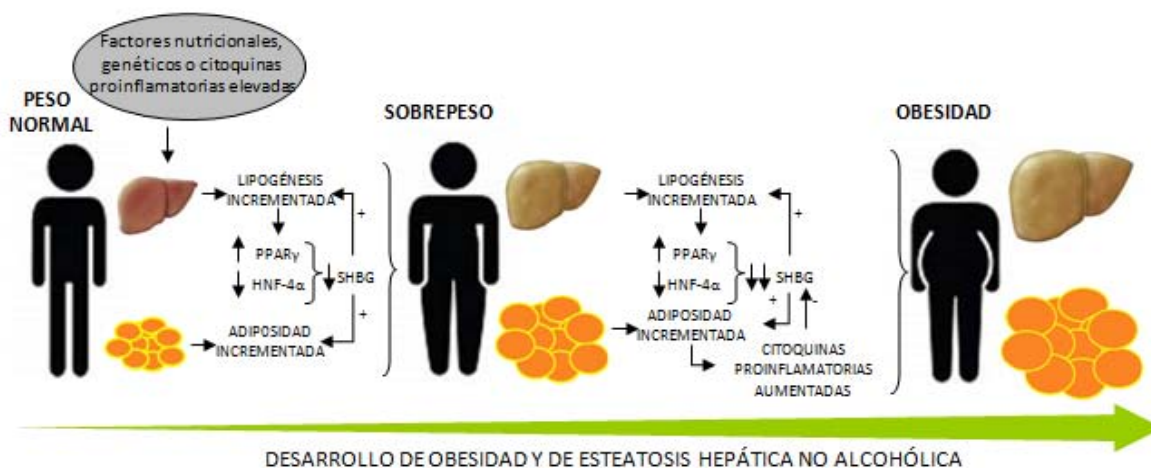 Factores nutricionales,
genéticos o citoquinas
proinflamatorias elevadas
PESO
NORMAL
LIPOGÉNESIS
INCREMENTADA
+
PPARγ
HNF-4α
SHBG
+
ADIPOSIDAD
INCREMENTADA
SOBREPESO
LIPOGÉNESIS
INCREMENTADA
+
PPARγ
HNF-4α
SHBG
+
-
ADIPOSIDAD
INCREMENTADA
CITOQUINAS
PROINFLAMATORIAS
AUMENTADAS
OBESIDAD
DESARROLLO DE OBESIDAD Y DE ESTEATOSIS HEPÁTICA NO ALCOHÓLICA